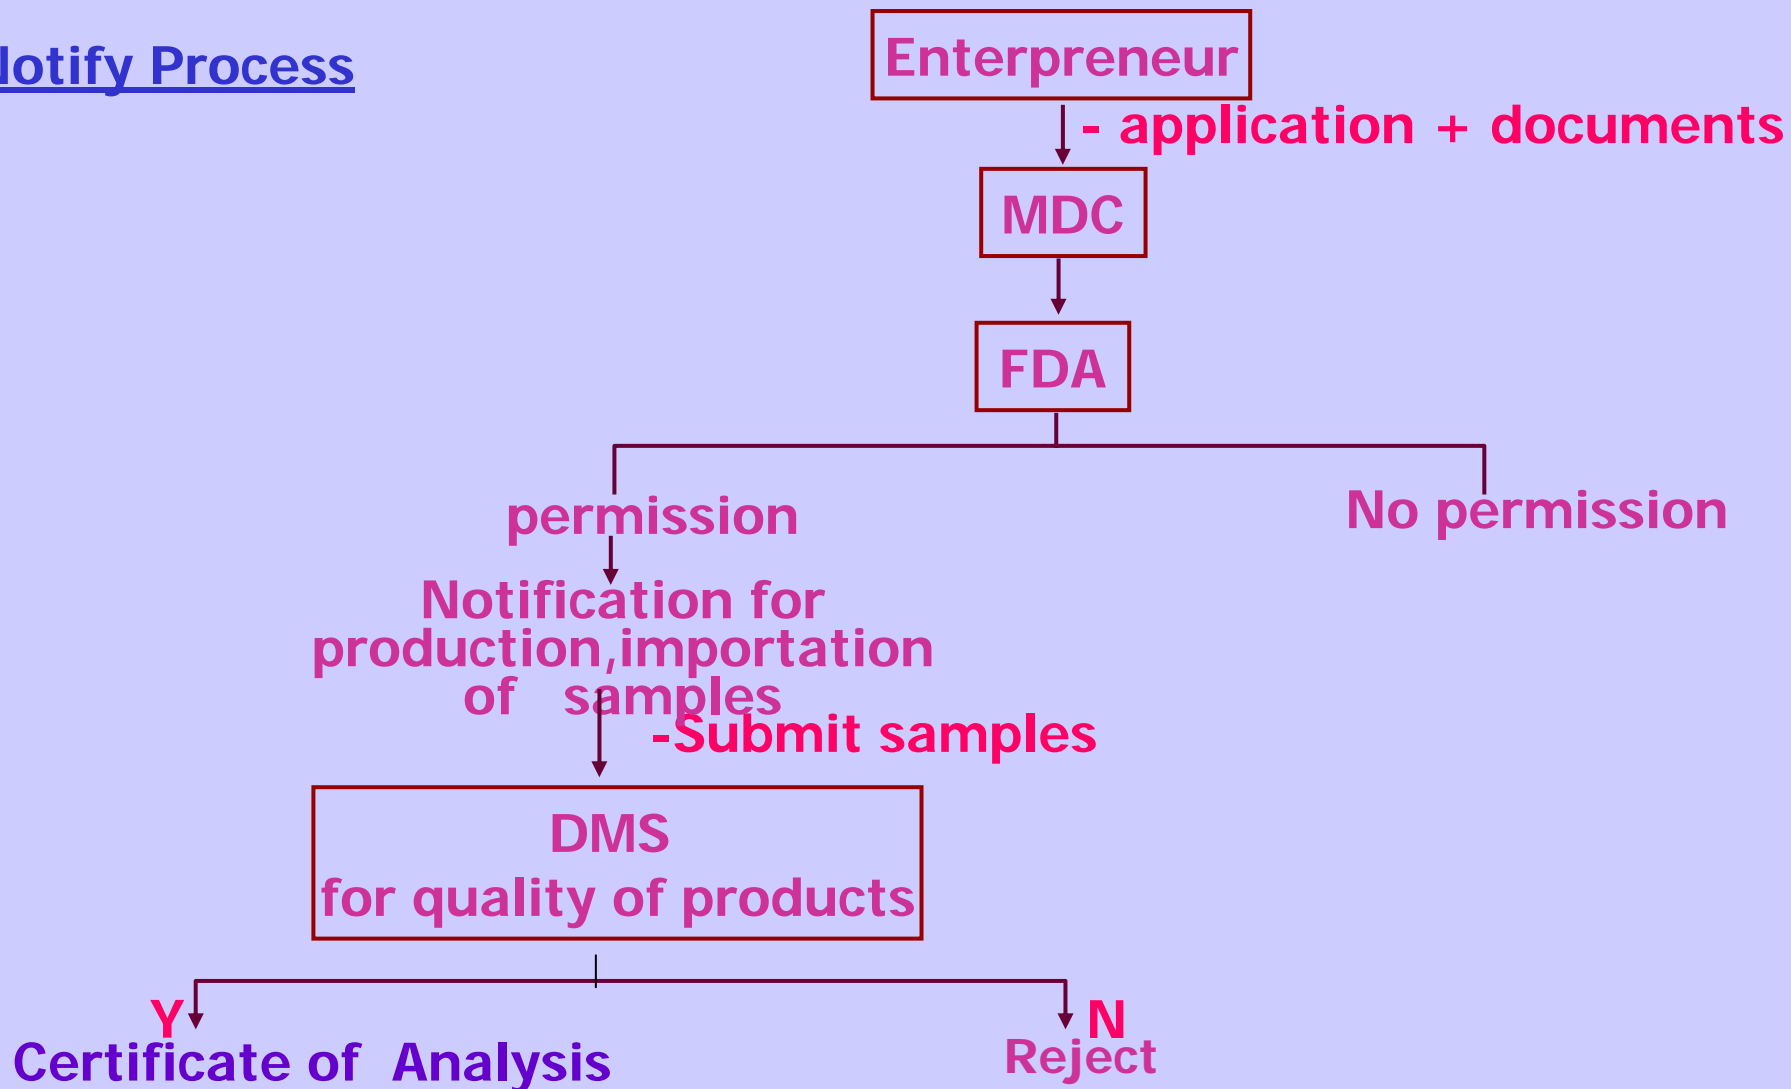 Notify Process
Enterpreneur
- application + documents
MDC
FDA
permission
No permission
Notification for
production,importation
of samples
-Submit samples
DMS
for quality of products
Y
N
Certificate of Analysis
Reject